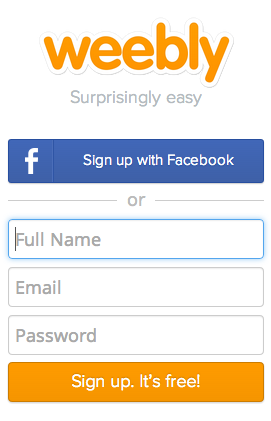 weebly
Surprisingly easy
f
Sign up with Facebook
or
Full Name
Email
Password
Sign up. It's free!